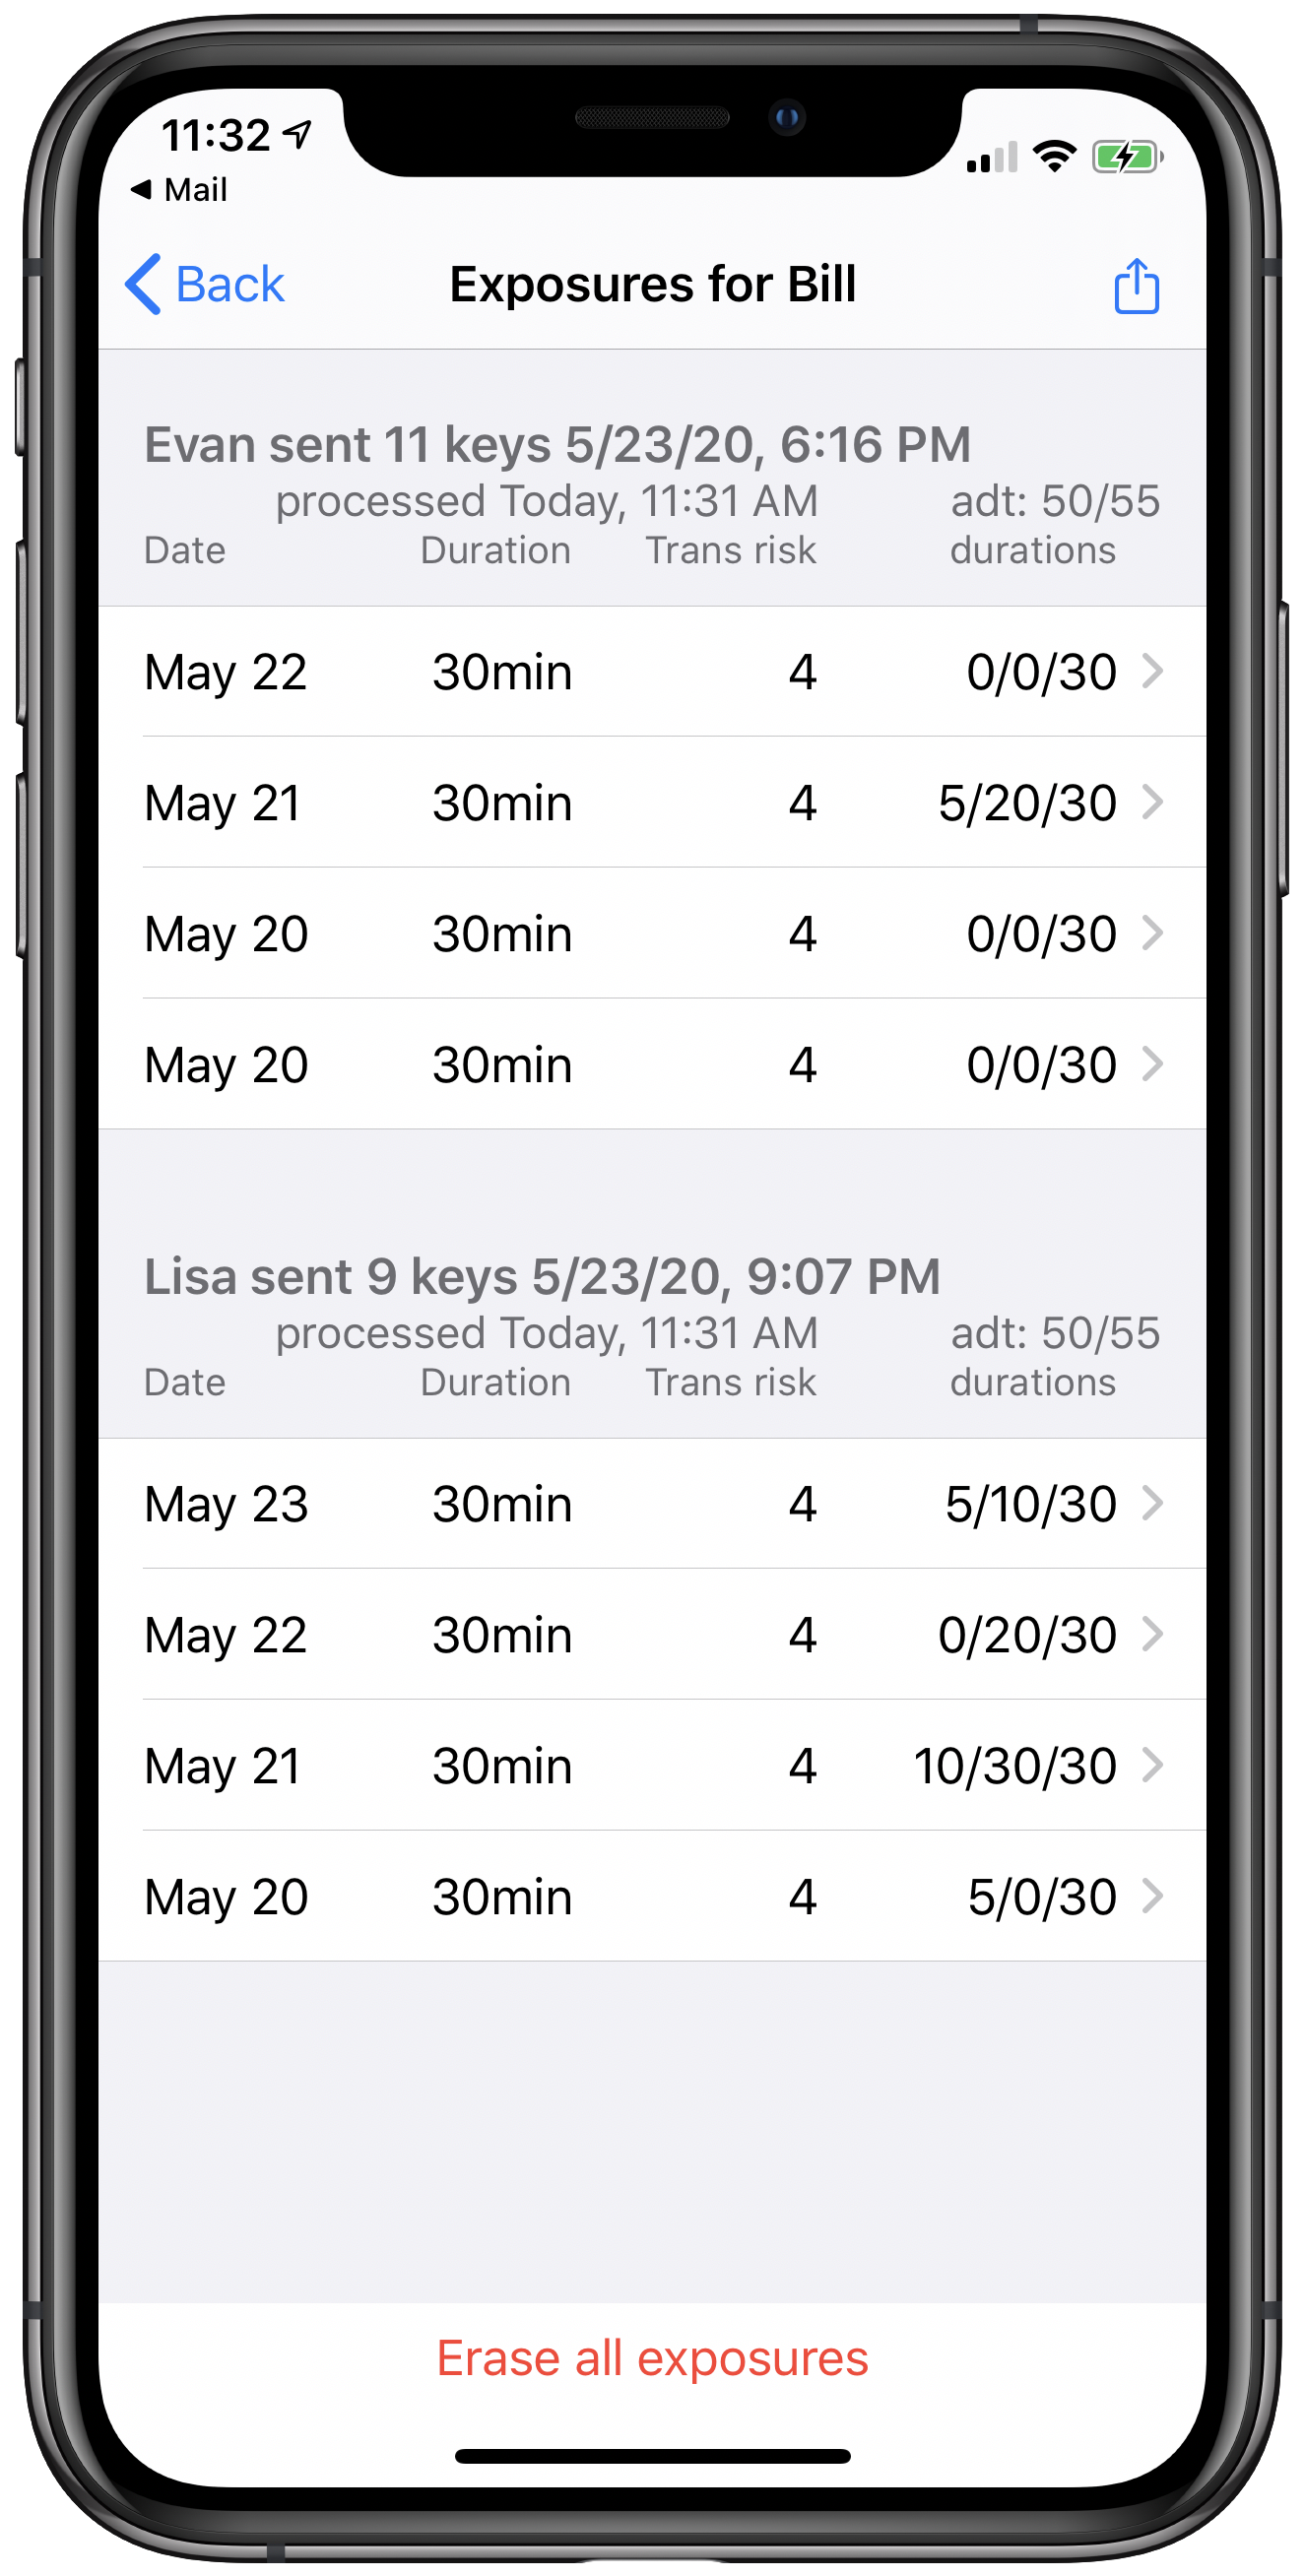 11:32
Mail
Back Exposures for Bill
Evan sent 11 keys 5/23/20, 6:16 PM
processed Today, 11:31 AM adt: 50/55
Date Duration Trans risk durations
May 22 30min 4 0/0/30
May 21 30min 4 5/20/30
May 20 30min 4 0/0/30
May 20 30min 4 0/0/30
Lisa sent 9 keys 5/23/20, 9:07 PM
processed Today, 11:31 AM adt: 50/55
Date Duration Trans risk durations
May 23 30min 4 5/10/30
May 22 30min 4 0/20/30
May 21 30min 4 10/30/30
May 20 30min 4 5/0/30
Erase all exposures